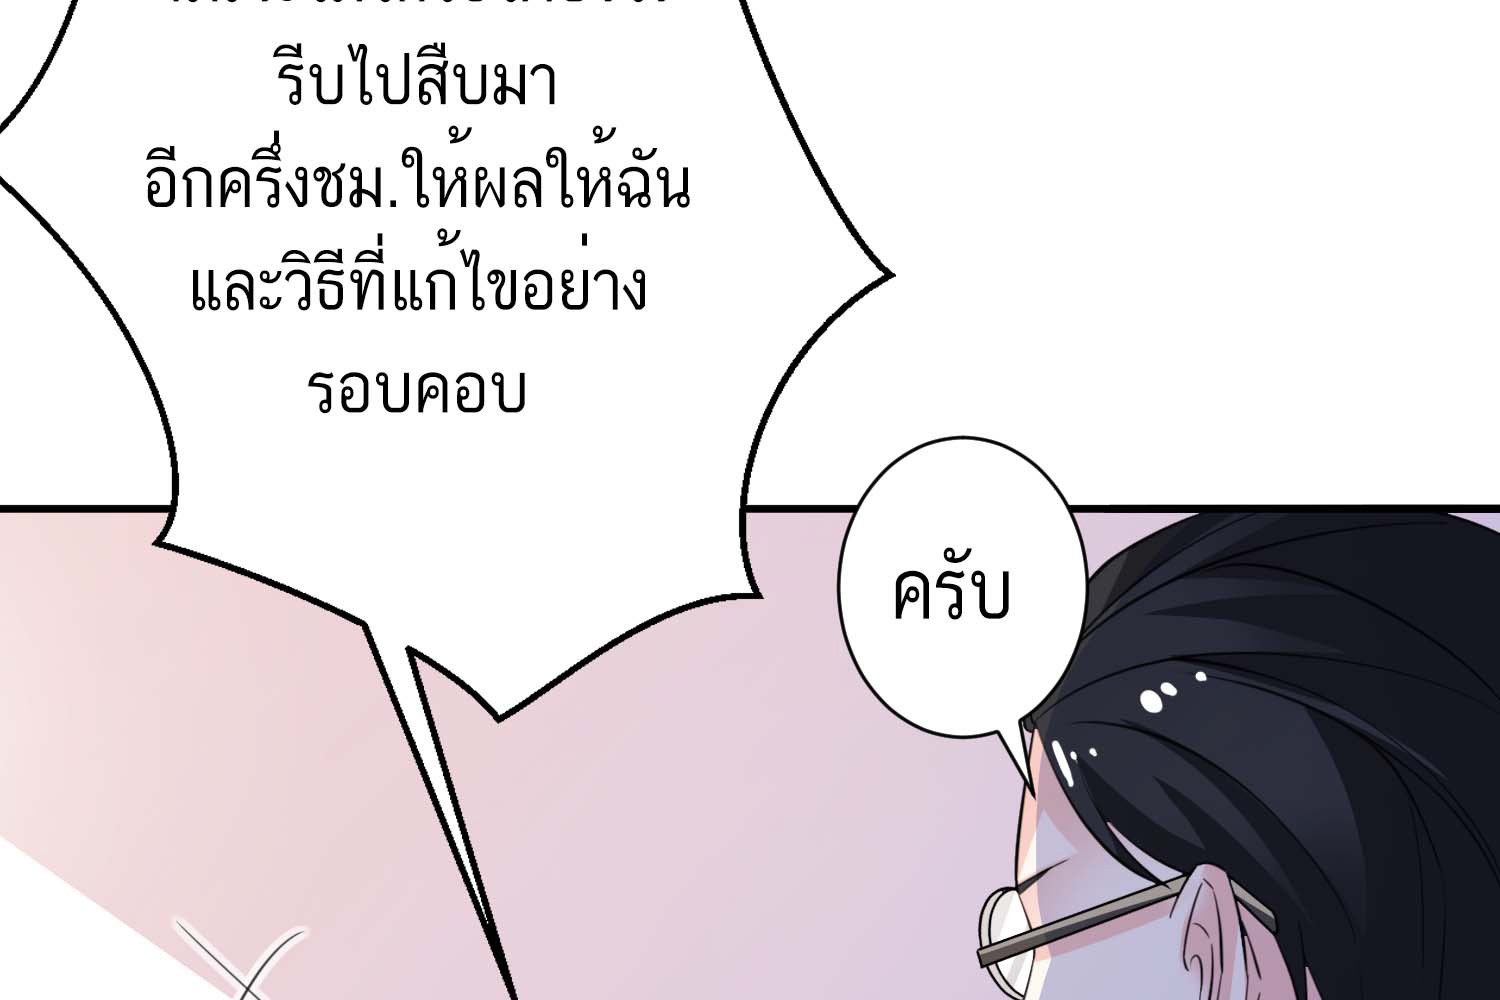 รีบไปสืบมา
อีกครึ่งชม.ให้ผลให้ฉัน
และวิธีที่แก้ไขอย่าง
รอบคอบ
ครับ